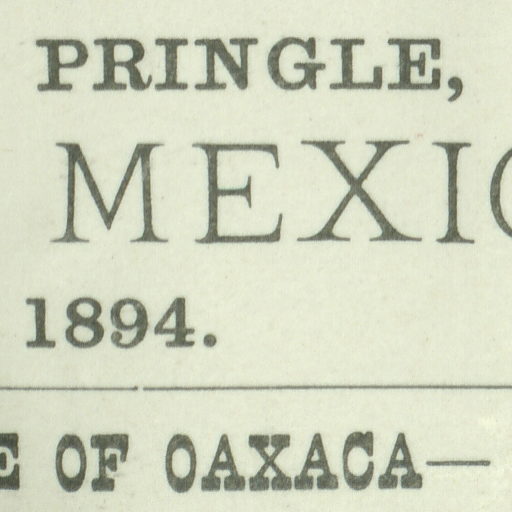 PRINGLE,
MEXIC
1894.
E OF OAXACA—